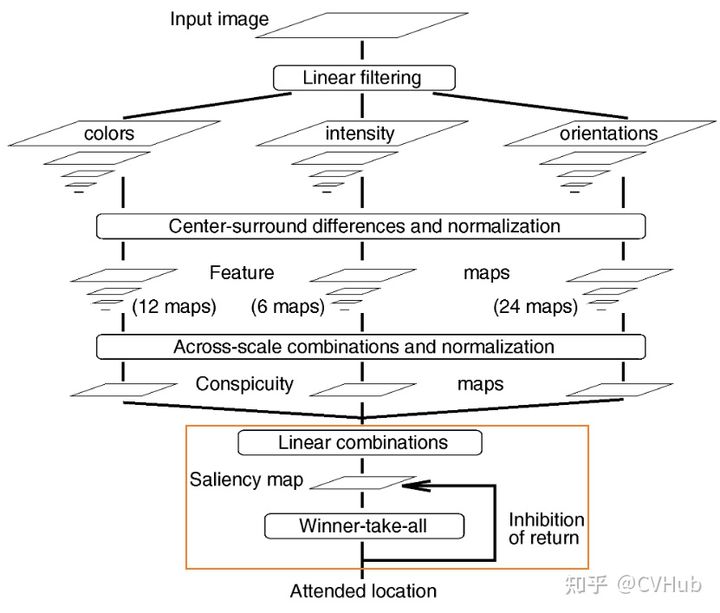 Input image
Linear filtering
colors
intensity
orientations
Center-surround differences and normalization
Feature maps
(12 maps)
(6 maps)
(24 maps)
Across-scale combinations and normalization
Conspicuity maps
Linear combinations
Saliency map
Winner-take-all
Inhibition
of return
Attended location
知乎 @CVHub